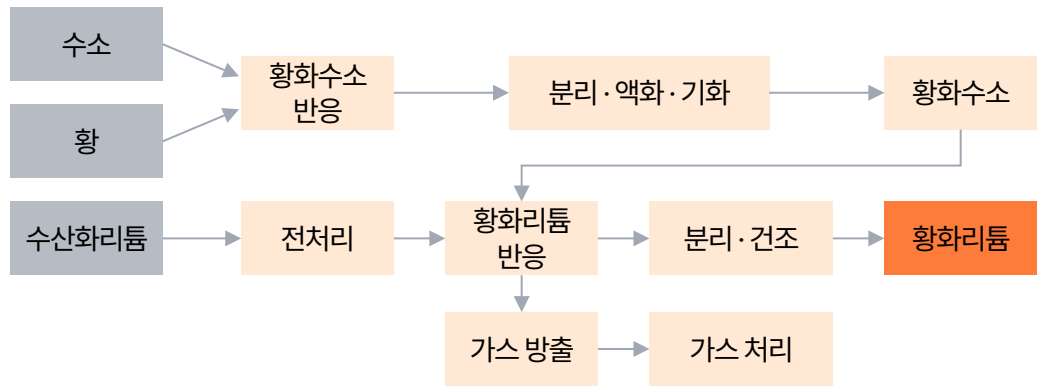 수소
황
황화수소
반응
분리 · 액화 · 기화
황화수소
수산화리튬
전처리
황화리튬
반응
분리 · 건조
황화리튬
가스 방출
가스 처리